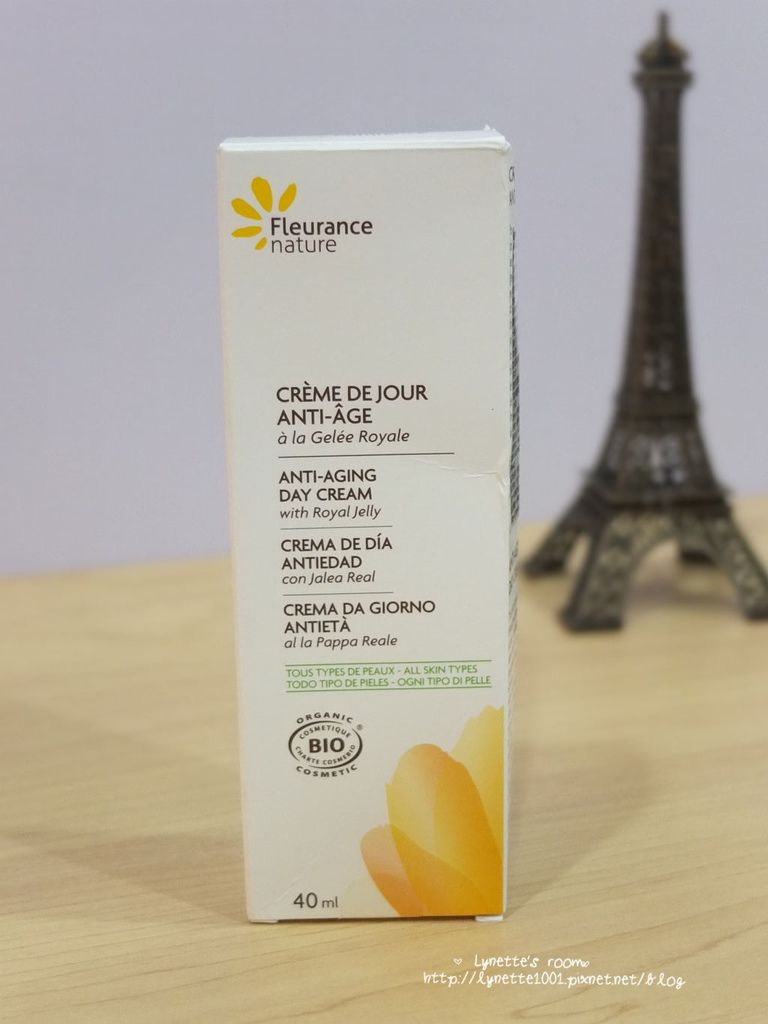 Fleurance
nature
CRÈME DE JOUR
ANTI-ÂGE
à la Gelée Royale
ANTI-AGING
DAY CREAM
with Royal Jelly
CREMA DE DÍA
ANTIEDAD
con Jalea Real
CREMA DA GIORNO
ANTIETÀ
al la Pappa Reale
TOUS TYPES DE PEAUX - ALL SKIN TYPES
TODO TIPO DE PIELES - OGNI TIPO DI PELLE
ORGANIC
COSMETIQUE
BIO
CHARTE COSMEBIO
COSMETIC
®
40 ml
Lynette's room
http://lynette1001.pixnet.net/blog